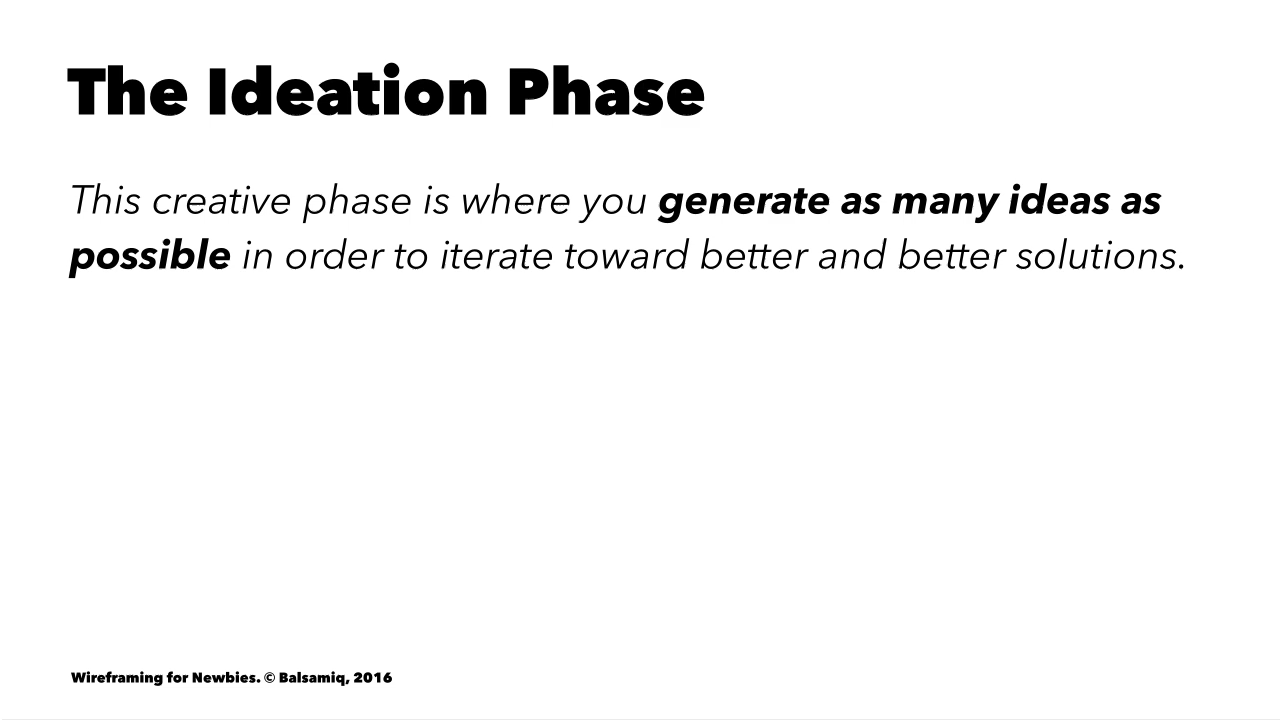 The Ideation Phase
This creative phase is where you generate as many ideas as
possible in order to iterate toward better and better solutions.
Wireframing for Newbies. © Balsamiq, 2016